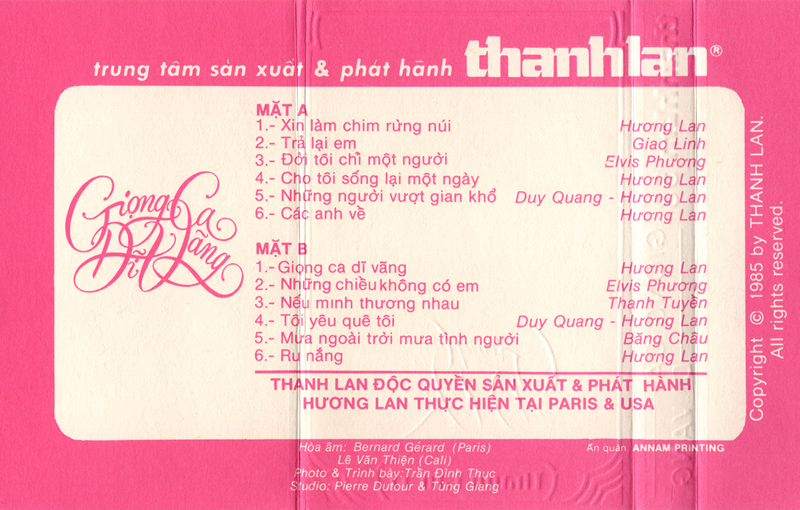 trung tâm sản xuất & phát hành thanhlan®
Giọng Ca
Dĩ Vãng
MẶT A
1.- Xin làm chim rừng núi Hương Lan
2.- Trả lại em Giao Linh
3.- Đời tôi chỉ một người Elvis Phương
4.- Cho tôi sống lại một ngày Hương Lan
5.- Những người vượt gian khổ Duy Quang - Hương Lan
6.- Các anh về Hương Lan
MẶT B
1.- Giọng ca dĩ vãng Hương Lan
2.- Những chiều không có em Elvis Phương
3.- Nếu mình thương nhau Thanh Tuyền
4.- Tôi yêu quê tôi Duy Quang - Hương Lan
5.- Mưa ngoài trời mưa tình người Băng Châu
6.- Ru nắng Hương Lan
THANH LAN ĐỘC QUYỀN SẢN XUẤT & PHÁT HÀNH
HƯƠNG LAN THỰC HIỆN TẠI PARIS & USA
Hòa âm: Bernard Gérard (Paris)
Lê Văn Thiện (Cali)
Photo & Trình bày: Trần Đình Thục
Studio: Pierre Dutour & Tùng Giang
Ấn quán ANNAM PRINTING
Copyright © 1985 by THANH LAN.
All rights reserved.